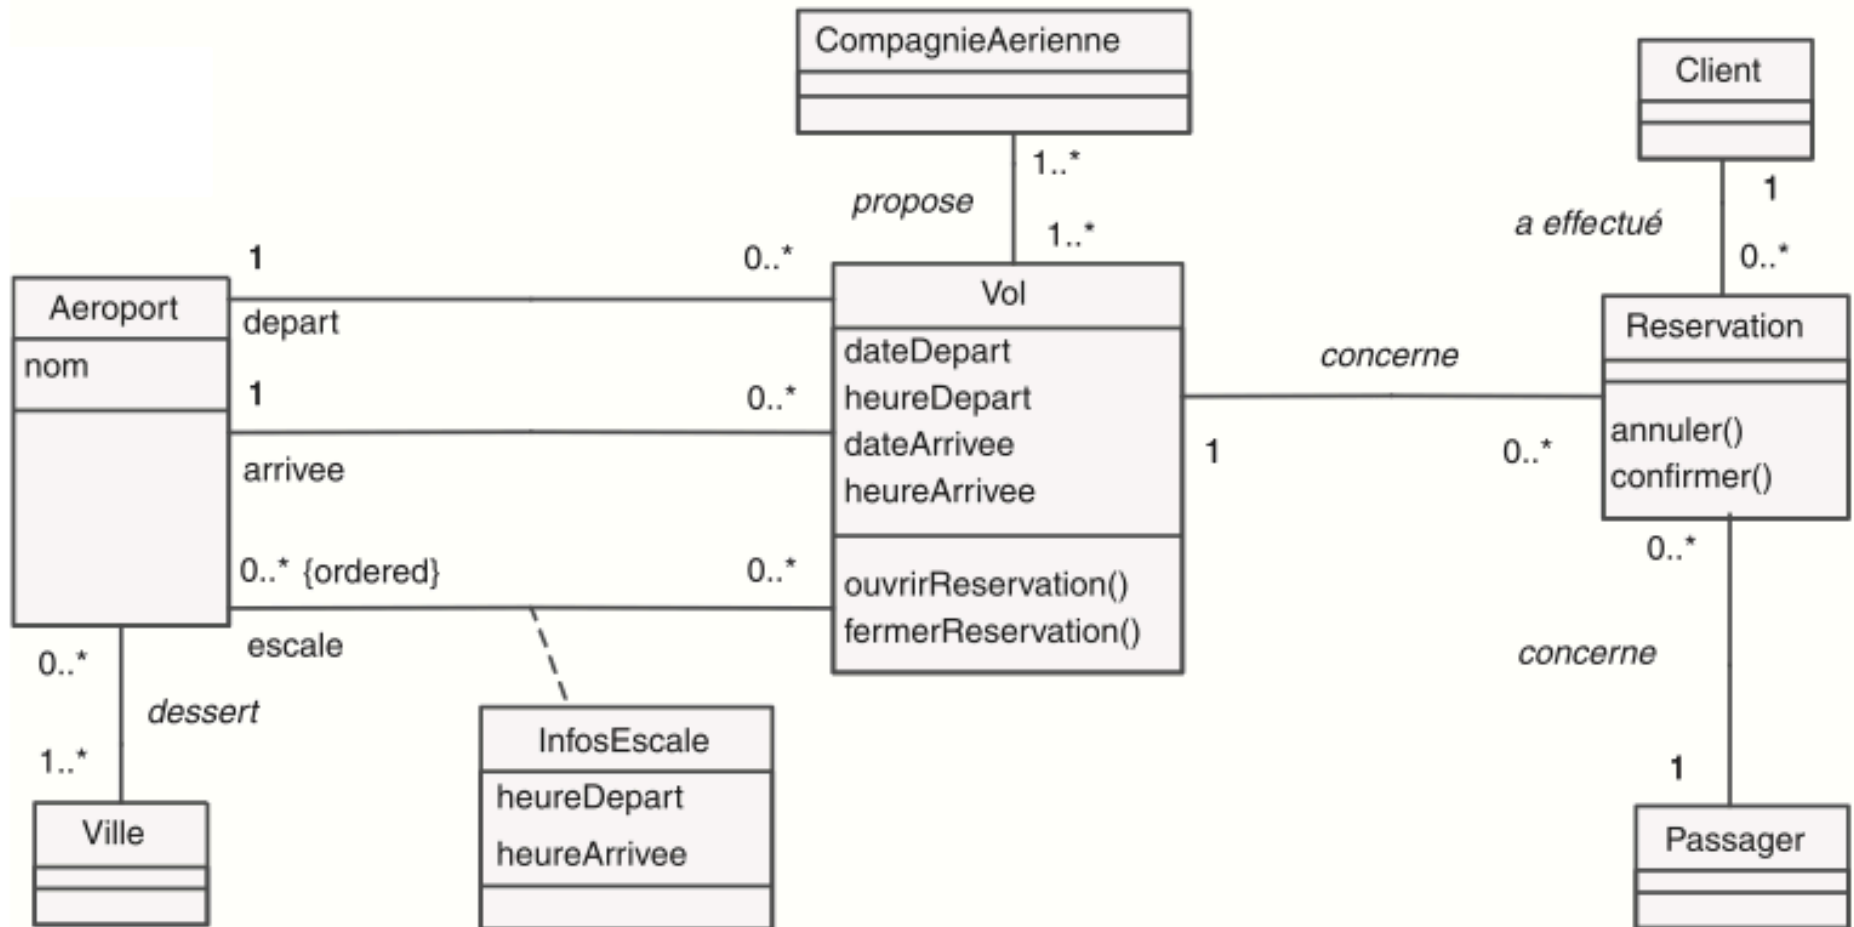 CompagnieAerienne
Client
1..*
propose
1..*
1
a effectué
0..*
1
0..*
Aeroport
depart
nom
Vol
dateDepart
heureDepart
dateArrivee
heureArrivee
ouvrirReservation()
fermerReservation()
1
0..*
arrivee
concerne
1
0..*
Reservation
annuler()
confirmer()
0..* {ordered}
0..*
escale
0..*
dessert
1..*
Ville
InfosEscale
heureDepart
heureArrivee
0..*
concerne
1
Passager